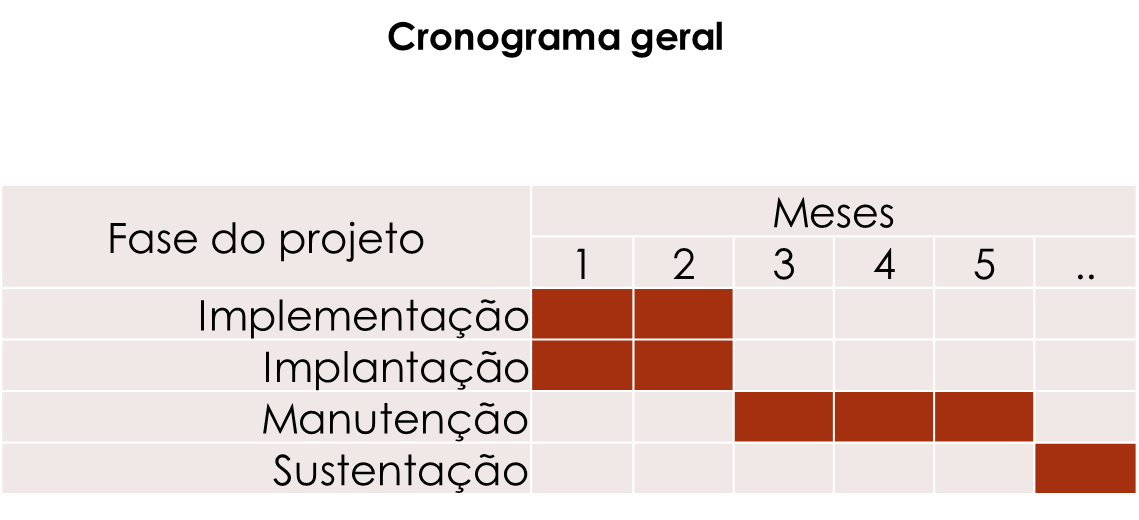 Cronograma geral
Fase do projeto
Meses
1 2 3 4 5 ..
Implementação
Implantação
Manutenção
Sustentação